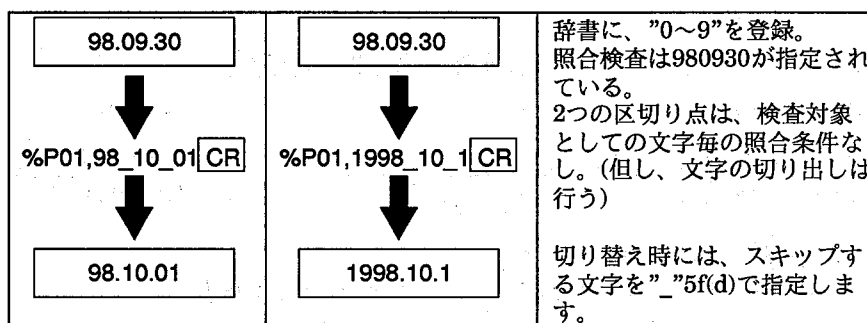 98.09.30
%P01,98_10_01 CR
98.10.01
98.09.30
%P01,1998_10_1 CR
1998.10.1
辞書に、”0〜9”を登録。
照合検査は980930が指定され
ている。
2つの区切り点は、検査対象
としての文字毎の照合条件な
し。(但し、文字の切り出しは
行う)
切り替え時には、スキップす
る文字を”_”5f(d)で指定しま
す。